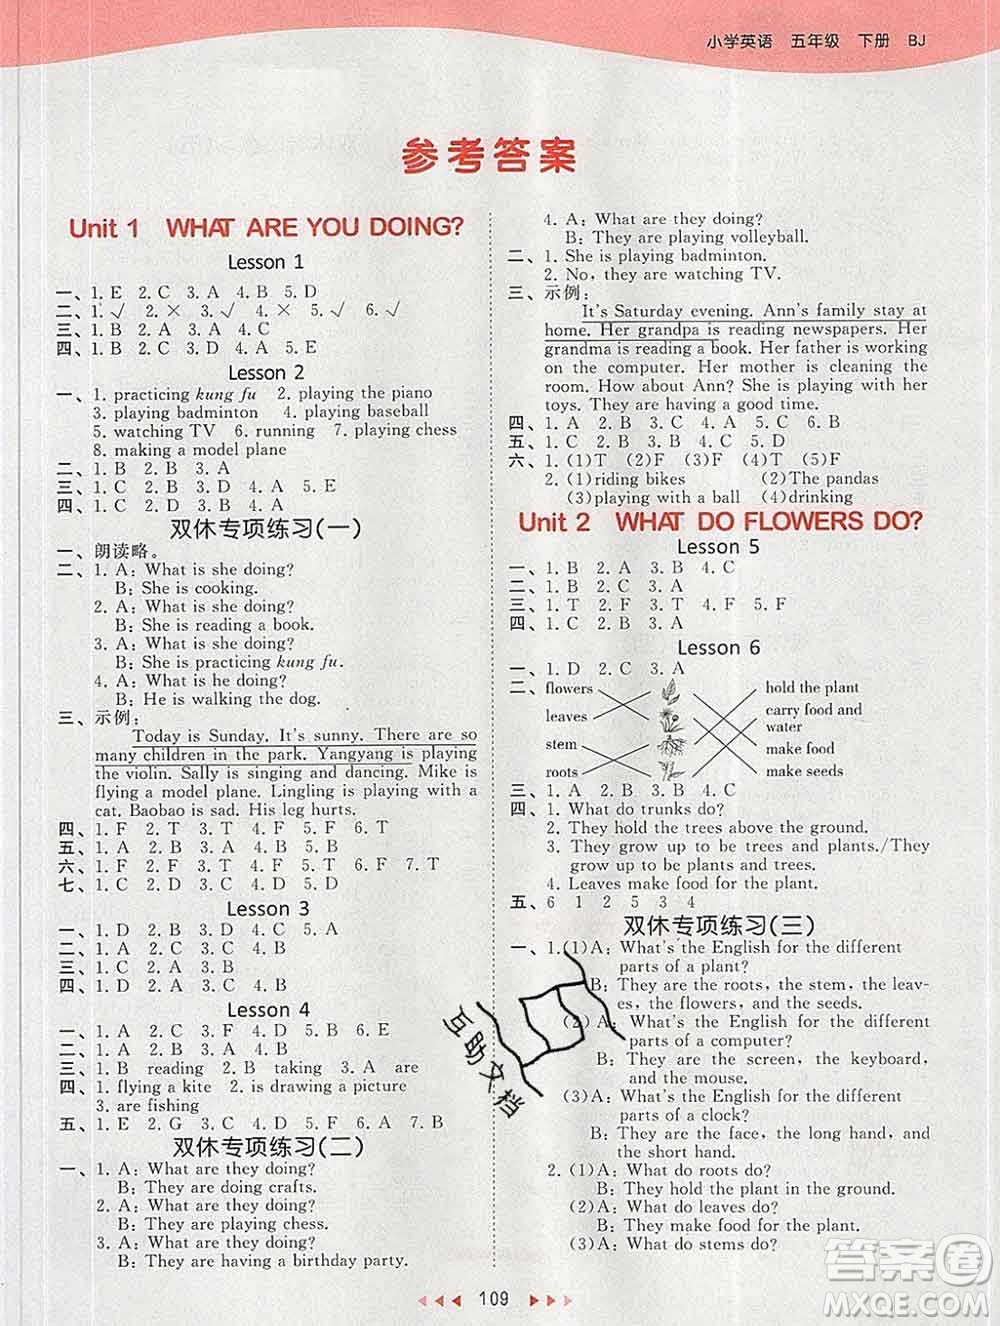 小学英语 五年级 下册 BJ
参考答案
Unit 1 WHAT ARE YOU DOING?
Lesson 1
一、1. E 2. C 3. A 4. B 5. D
二、1. √ 2. × 3. √ 4. × 5. √ 6. √
三、1. B 2. A 3. A 4. C
四、1. A 2. D 3. C 4. B 5. E
Lesson 2
一、1. practicing kung fu 2. playing the piano
3. playing badminton 4. playing baseball
5. watching TV 6. running 7. playing chess
8. making a model plane
二、1. B 2. B 3. A
三、1. C 2. B 3. D 4. A 5. E
四、1. C 2. B 3. B 4. A
双休专项练习(一)
一、朗读略。
二、1. A: What is she doing?
B: She is cooking.
2. A: What is she doing?
B: She is reading a book.
3. A: What is she doing?
B: She is practicing kung fu.
4. A: What is he doing?
B: He is walking the dog.
三、示例:
Today is Sunday. It's sunny. There are so
many children in the park. Yangyang is playing
the violin. Sally is singing and dancing. Mike is
flying a model plane. Lingling is playing with a
cat. Baobao is sad. His leg hurts.
四、1. F 2. T 3. T 4. F 5. F 6. T
五、1. C 2. B 3. A 4. B 5. B
六、1. F 2. T 3. T 4. F 5. F 6. F 7. T
七、1. C 2. D 3. B 4. E 5. A
Lesson 3
一、1. D 2. B 3. E 4. C 5. A
三、1. C 2. C 3. A 3. B
四、1. D 2. A 3. C 4. B
Lesson 4
一、1. A 2. C 3. F 4. D 5. B 6. E
二、1. A 2. B 3. A 4. B
三、1. B reading 2. B taking 3. A are
四、1. flying a kite 2. is drawing a picture
3. are fishing
五、1. E 2. G 3. C 4. D 5. F 6. A 7. B
双休专项练习(二)
一、1. A: What are they doing?
B: They are doing crafts.
2. A: What are they doing?
B: They are playing chess.
3. A: What are they doing?
B: They are having a birthday party.
4. A: What are they doing?
B: They are playing volleyball.
二、1. She is playing badminton.
2. No, they are watching TV.
三、示例:
It's Saturday evening. Ann's family stay at
home. Her grandpa is reading newspapers. Her
grandma is reading a book. Her father is working
on the computer. Her mother is cleaning the
room. How about Ann? She is playing with her
toys. They are having a good time.
四、1. A 2. B 3. C 4. A 5. C 6. B
五、1. C 2. B 3. C 4. B 5. D
六、1. (1)T (2)F (3)F (4)T (5)F
2. (1)riding bikes (2)The pandas
(3)playing with a ball (4)drinking
Unit 2 WHAT DO FLOWERS DO?
Lesson 5
一、1. B 2. A 3. B 4. C
二、1. B 2. C 3. A
三、1. T 2. F 3. T 4. F 5. F
四、1. C 2. B 3. A
Lesson 6
一、1. D 2. C 3. A
二、flowers hold the plant
leaves carry food and
water
stem make food
roots make seeds
三、1. A 2. B 3. B 4. B
四、1. What do trunks do?
2. They hold the trees above the ground.
3. They grow up to be trees and plants./They
grow up to be plants and trees.
4. Leaves make food for the plant.
五、6 1 2 5 3 4
双休专项练习(三)
一、1. (1)A: What's the English for the different
parts of a plant?
B: They are the roots, the stem, the leav-
es, the flowers, and the seeds.
(2)A: What's the English for the different
parts of a computer?
B: They are the screen, the keyboard,
and the mouse.
(3)A: What's the English for the different
parts of a clock?
B: They are the face, the long hand, and
the short hand.
2. (1)A: What do roots do?
B: They hold the plant in the ground.
(2)A: What do leaves do?
B: They make food for the plant.
(3)A: What do stems do?
109
互助文档
答案圈
MXQE.COM